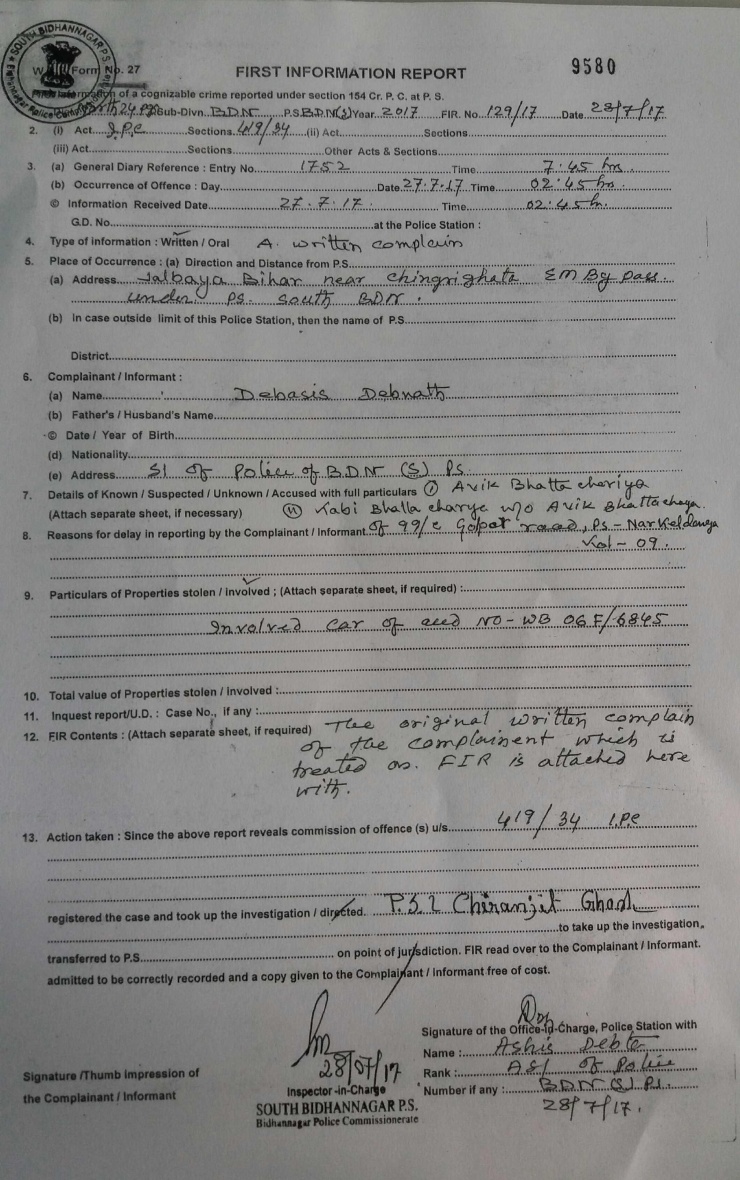 SOUTH BIDHANNAGAR P.S.
Form No. 27
FIRST INFORMATION REPORT
9580
of a cognizable crime reported under section 154 Cr. P. C. at P. S.
Sub-Divn. BDN P.S. BDN(S) Year 2017 FIR. No. 129/17 Date 28/7/17
2. (i) Act I.P.C Sections 419/34 (ii) Act Sections
(iii) Act Sections Other Acts & Sections
3. (a) General Diary Reference : Entry No. 1752 Time 7:45 hrs
(b) Occurrence of Offence : Day Date 27.7.17 Time 02:45 hrs.
© Information Received Date 27.7.17. Time 02:45 hr.
G.D. No. at the Police Station :
4. Type of information : Written / Oral A written complain
5. Place of Occurrence : (a) Direction and Distance from P.S.
(a) Address Jalbaya Bihar near chingrighata EM By pass.
under PS. South BDN.
(b) In case outside limit of this Police Station, then the name of P.S.
District
6. Complainant / Informant :
(a) Name Debasis Debnath
(b) Father's / Husband's Name
© Date / Year of Birth
(d) Nationality
(e) Address SI of Police of BDN (S) Ps.
7. Details of Known / Suspected / Unknown / Accused with full particulars (i) Avik Bhattachariya
(Attach separate sheet, if necessary) (ii) Kabi Bhattacharya w/o Avik Bhattacharya.
8. Reasons for delay in reporting by the Complainant / Informant of 99/c road, Ps - Narkeldanga
Kol - 09.
9. Particulars of Properties stolen / involved ; (Attach separate sheet, if required) :
Involved car of accd NO - WB 06F/6845
10. Total value of Properties stolen / involved :
11. Inquest report/U.D. : Case No., if any :
12. FIR Contents : (Attach separate sheet, if required) The original written complain
of the complainent which is
treated as. FIR is attached here
with.
13. Action taken : Since the above report reveals commission of offence (s) u/s 419/34 IPC
registered the case and took up the investigation / directed. P.S.I Chiranjit Ghosh
to take up the investigation,
transferred to P.S. on point of jurisdiction. FIR read over to the Complainant / Informant.
admitted to be correctly recorded and a copy given to the Complainant / informant free of cost.
28/07/17
Signature of the Office-in-Charge, Police Station with
Name : Ashis
Rank : ASI of Police
Number if any : BDN (S) PS.
28/7/17.
Signature /Thumb impression of
the Complainant / Informant
Inspector -in-Charge
SOUTH BIDHANNAGAR P.S.
Bidhannagar Police Commissionerate